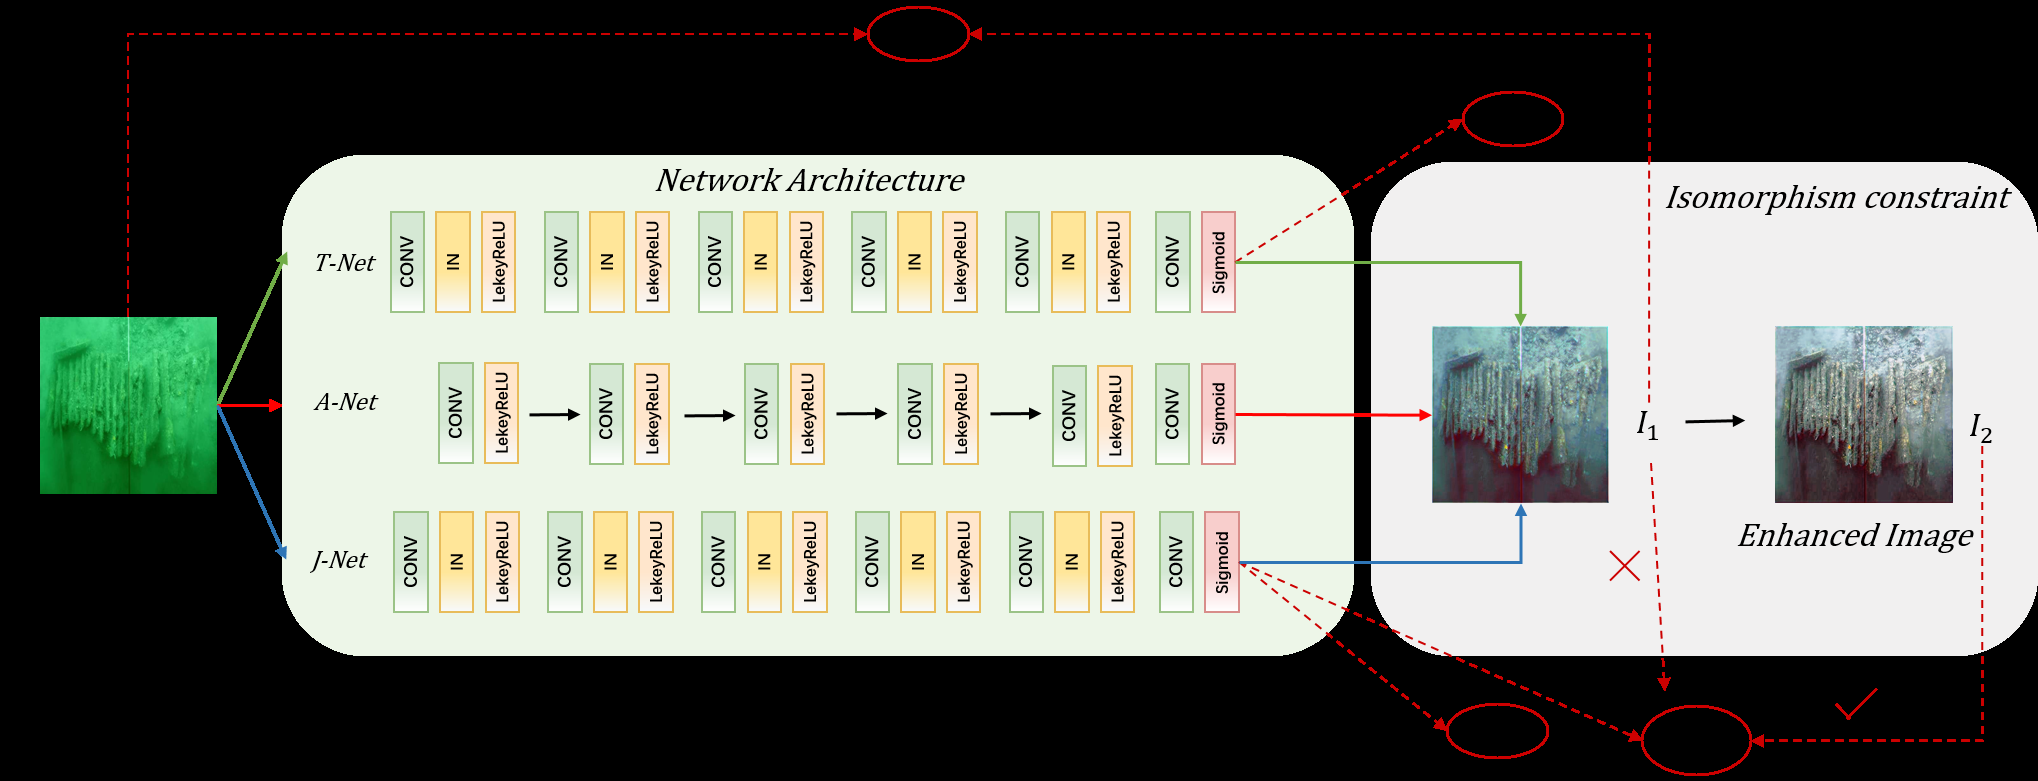 Network Architecture
Isomorphism constraint
T-Net
CONV IN LekeyReLU CONV IN LekeyReLU CONV IN LekeyReLU CONV IN LekeyReLU CONV IN LekeyReLU CONV Sigmoid
A-Net
CONV LekeyReLU CONV LekeyReLU CONV LekeyReLU CONV LekeyReLU CONV LekeyReLU CONV Sigmoid
I₁
I₂
Enhanced Image
J-Net
CONV IN LekeyReLU CONV IN LekeyReLU CONV IN LekeyReLU CONV IN LekeyReLU CONV IN LekeyReLU CONV Sigmoid